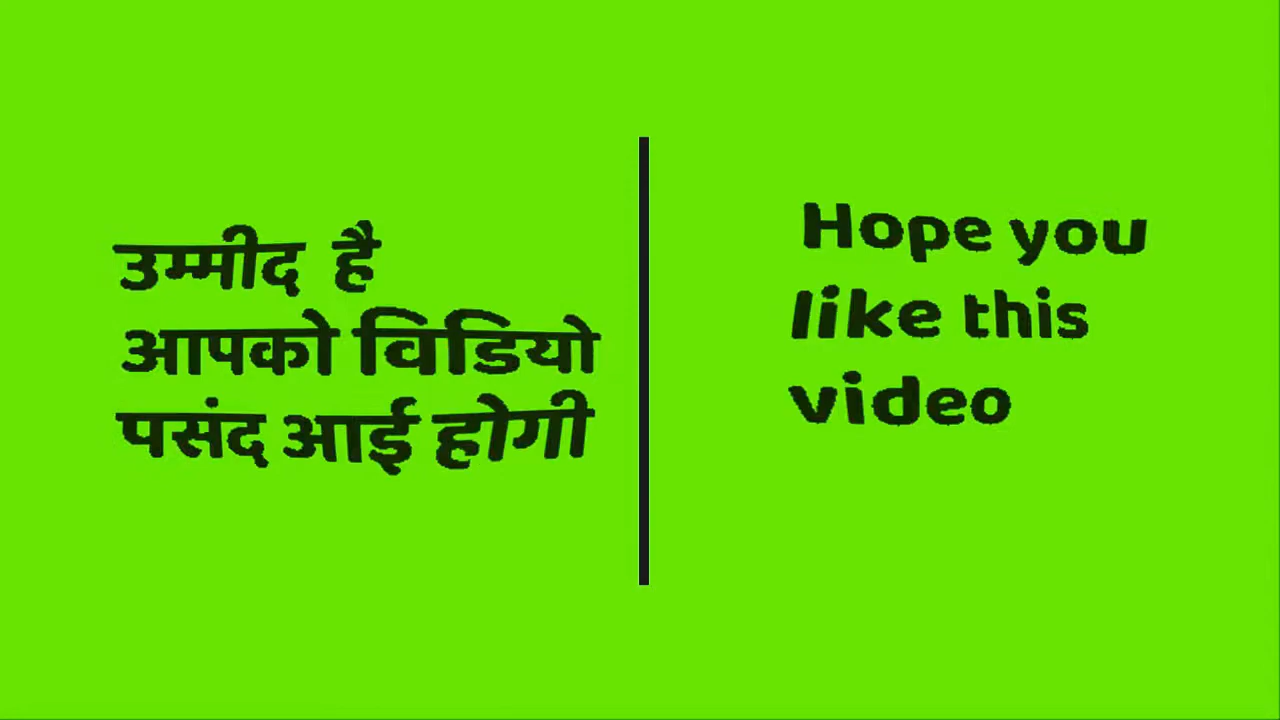 उम्मीद है
आपको विडियो
पसंद आई होगी
Hope you
like this
video